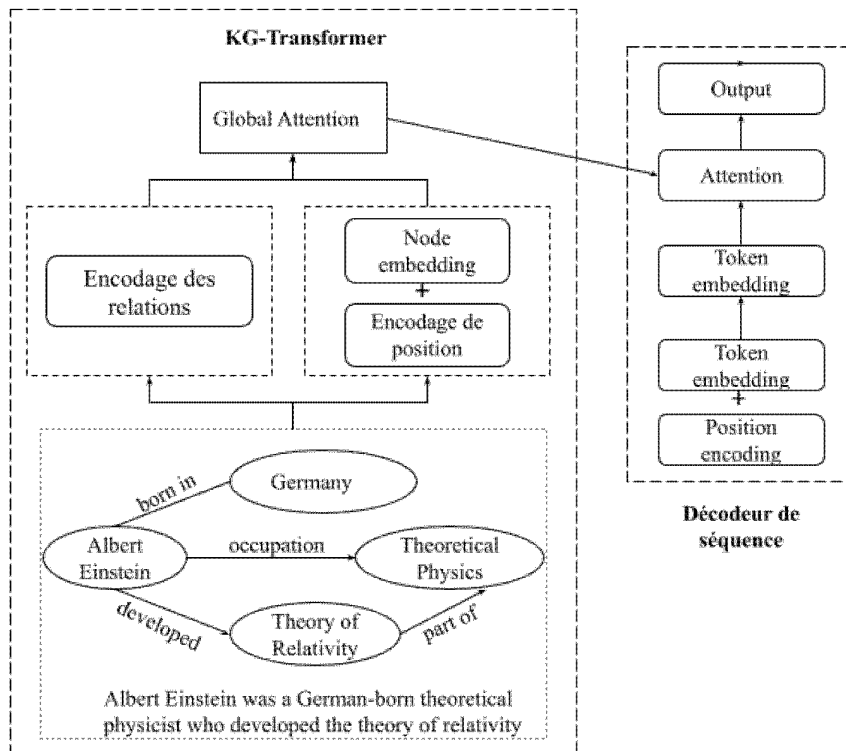 KG-Transformer
Global Attention
Encodage des
relations
Node
embedding
+
Encodage de
position
born in
Germany
Albert
Einstein
occupation
Theoretical
Physics
developed
Theory of
Relativity
part of
Albert Einstein was a German-born theoretical
physicist who developed the theory of relativity
Output
Attention
Token
embedding
Token
embedding
+
Position
encoding
Décodeur de
séquence